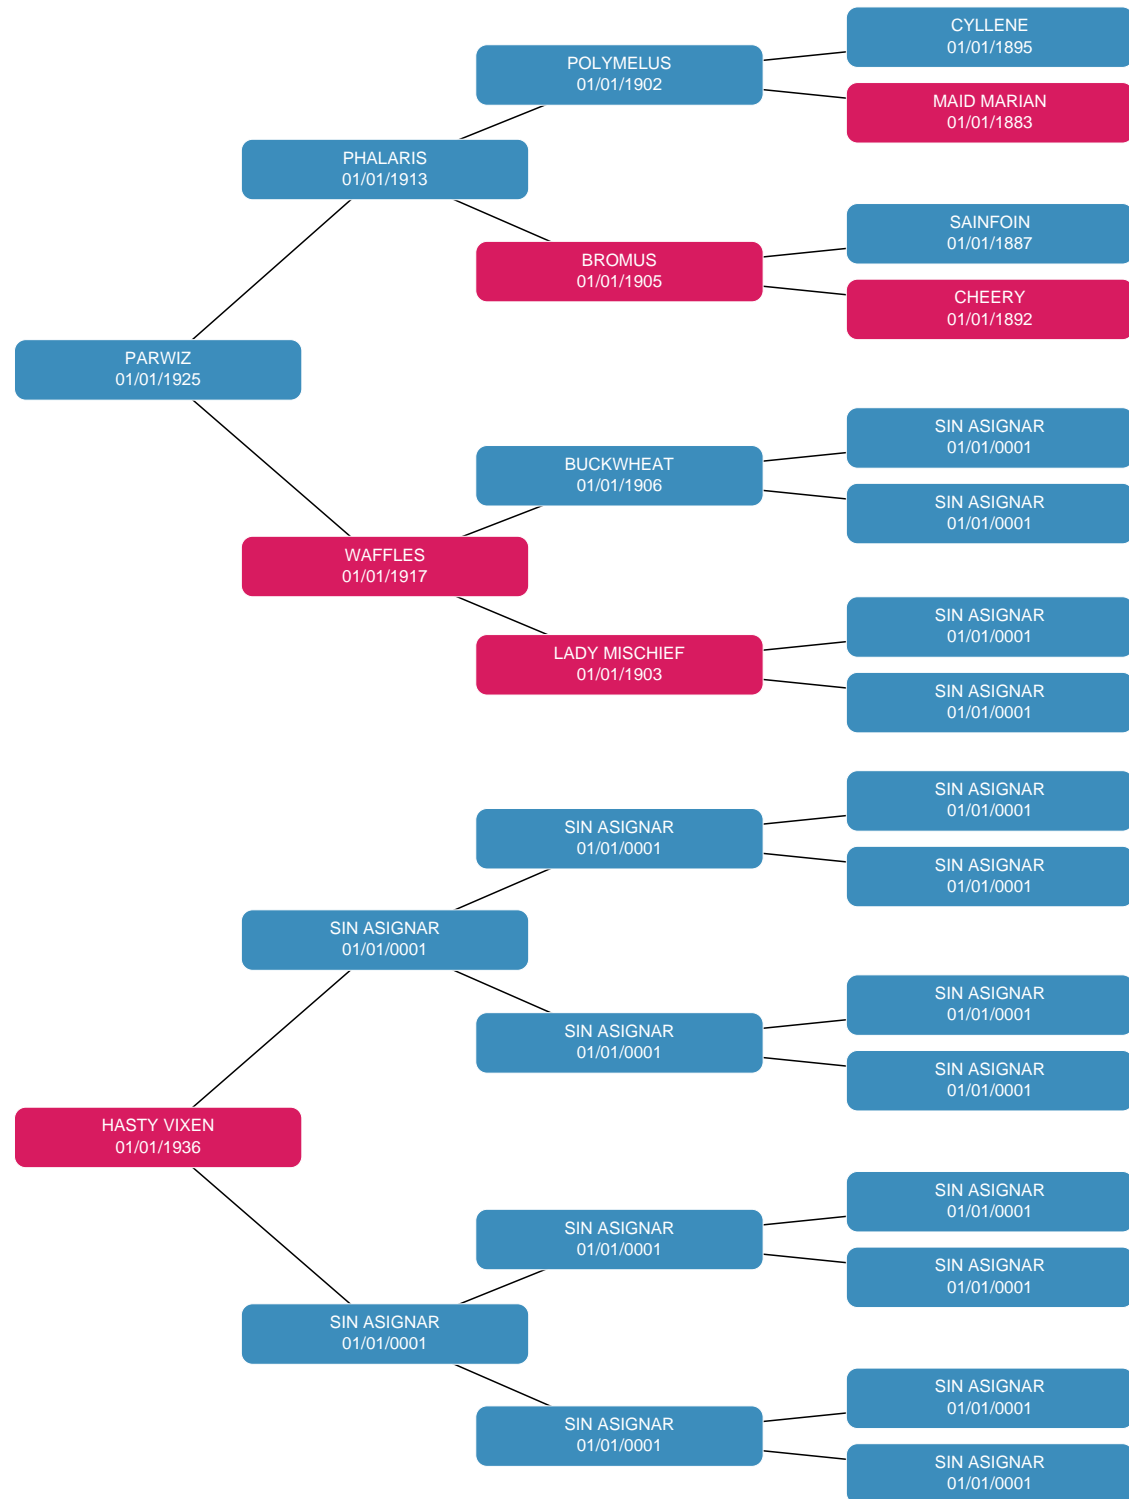 CYLLENE
01/01/1895
POLYMELUS
01/01/1902
MAID MARIAN
01/01/1883
PHALARIS
01/01/1913
SAINFOIN
01/01/1887
BROMUS
01/01/1905
CHEERY
01/01/1892
PARWIZ
01/01/1925
SIN ASIGNAR
01/01/0001
BUCKWHEAT
01/01/1906
SIN ASIGNAR
01/01/0001
WAFFLES
01/01/1917
SIN ASIGNAR
01/01/0001
LADY MISCHIEF
01/01/1903
SIN ASIGNAR
01/01/0001
SIN ASIGNAR
01/01/0001
SIN ASIGNAR
01/01/0001
SIN ASIGNAR
01/01/0001
SIN ASIGNAR
01/01/0001
SIN ASIGNAR
01/01/0001
SIN ASIGNAR
01/01/0001
SIN ASIGNAR
01/01/0001
HASTY VIXEN
01/01/1936
SIN ASIGNAR
01/01/0001
SIN ASIGNAR
01/01/0001
SIN ASIGNAR
01/01/0001
SIN ASIGNAR
01/01/0001
SIN ASIGNAR
01/01/0001
SIN ASIGNAR
01/01/0001
SIN ASIGNAR
01/01/0001